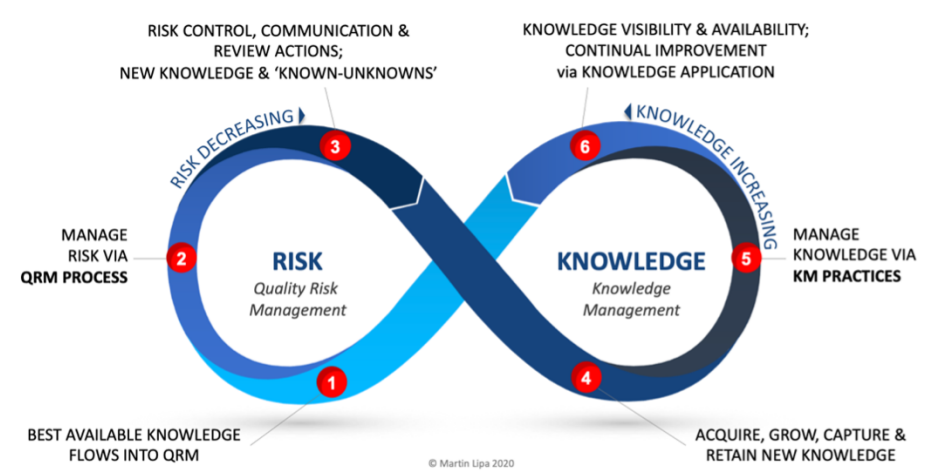 RISK CONTROL, COMMUNICATION &
REVIEW ACTIONS;
NEW KNOWLEDGE & ‘KNOWN-UNKNOWNS’
KNOWLEDGE VISIBILITY & AVAILABILITY;
CONTINUAL IMPROVEMENT
via KNOWLEDGE APPLICATION
RISK DECREASING
KNOWLEDGE INCREASING
3
6
MANAGE
RISK VIA
QRM PROCESS
2
RISK
Quality Risk
Management
KNOWLEDGE
Knowledge
Management
5
MANAGE
KNOWLEDGE VIA
KM PRACTICES
1
4
BEST AVAILABLE KNOWLEDGE
FLOWS INTO QRM
ACQUIRE, GROW, CAPTURE &
RETAIN NEW KNOWLEDGE
© Martin Lipa 2020